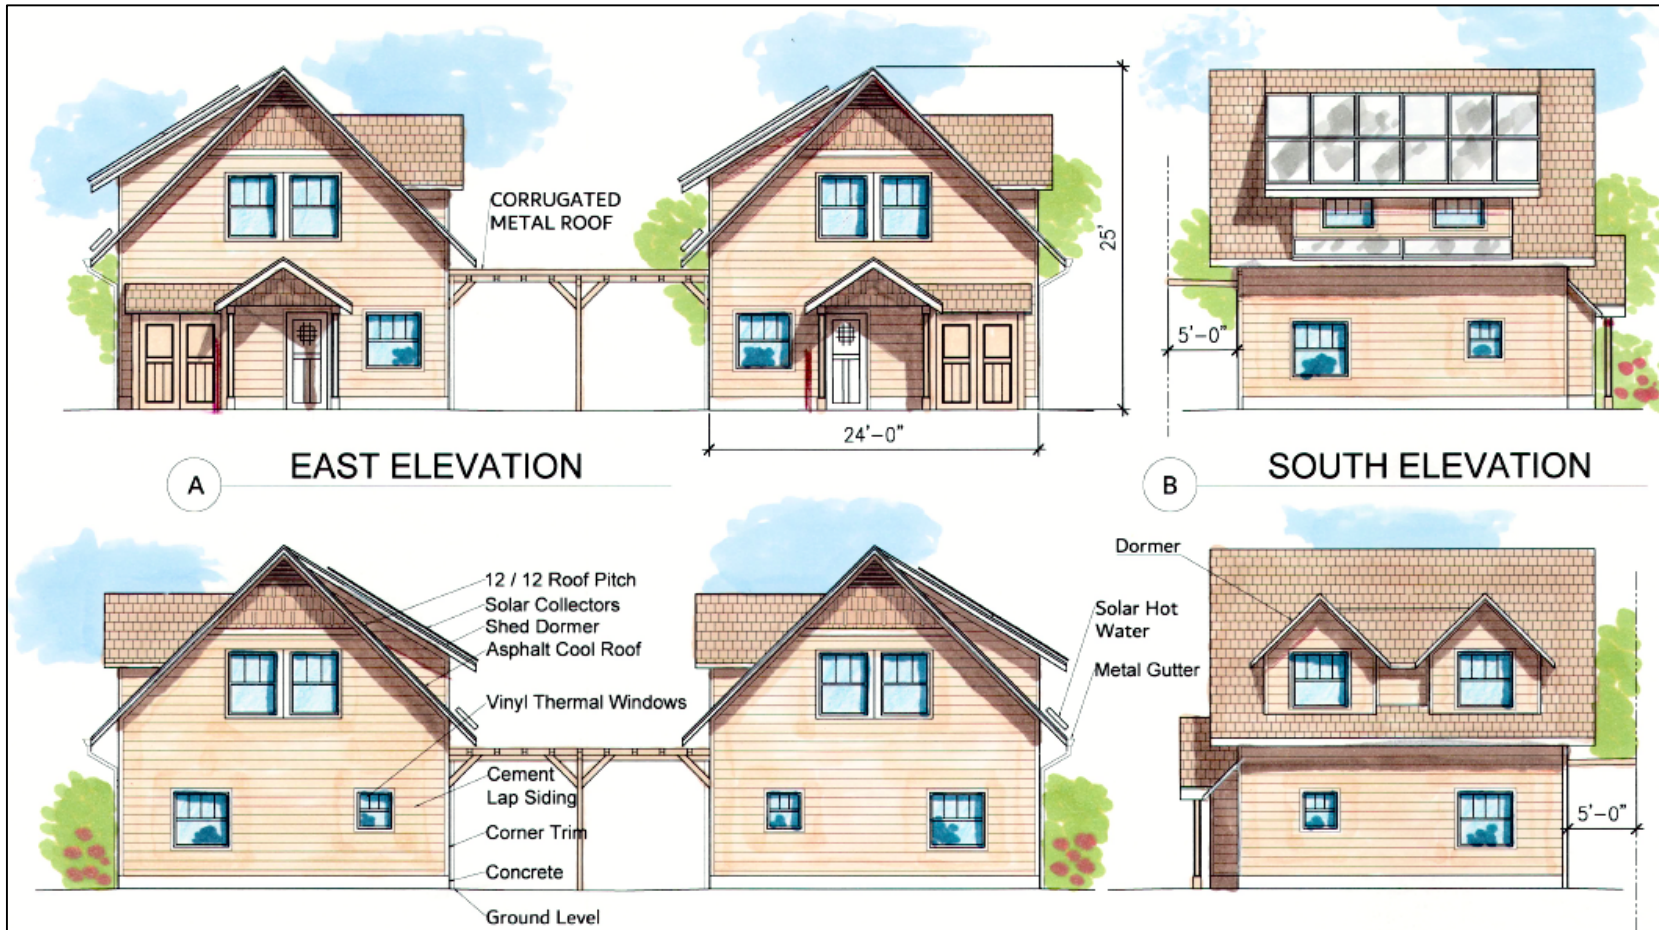 CORRUGATED
METAL ROOF
25'
5'-0"
24'-0"
A
EAST ELEVATION
B
SOUTH ELEVATION
12 / 12 Roof Pitch
Solar Collectors
Shed Dormer
Asphalt Cool Roof
Vinyl Thermal Windows
Cement
Lap Siding
Corner Trim
Concrete
Ground Level
Dormer
Solar Hot
Water
Metal Gutter
5'-0"